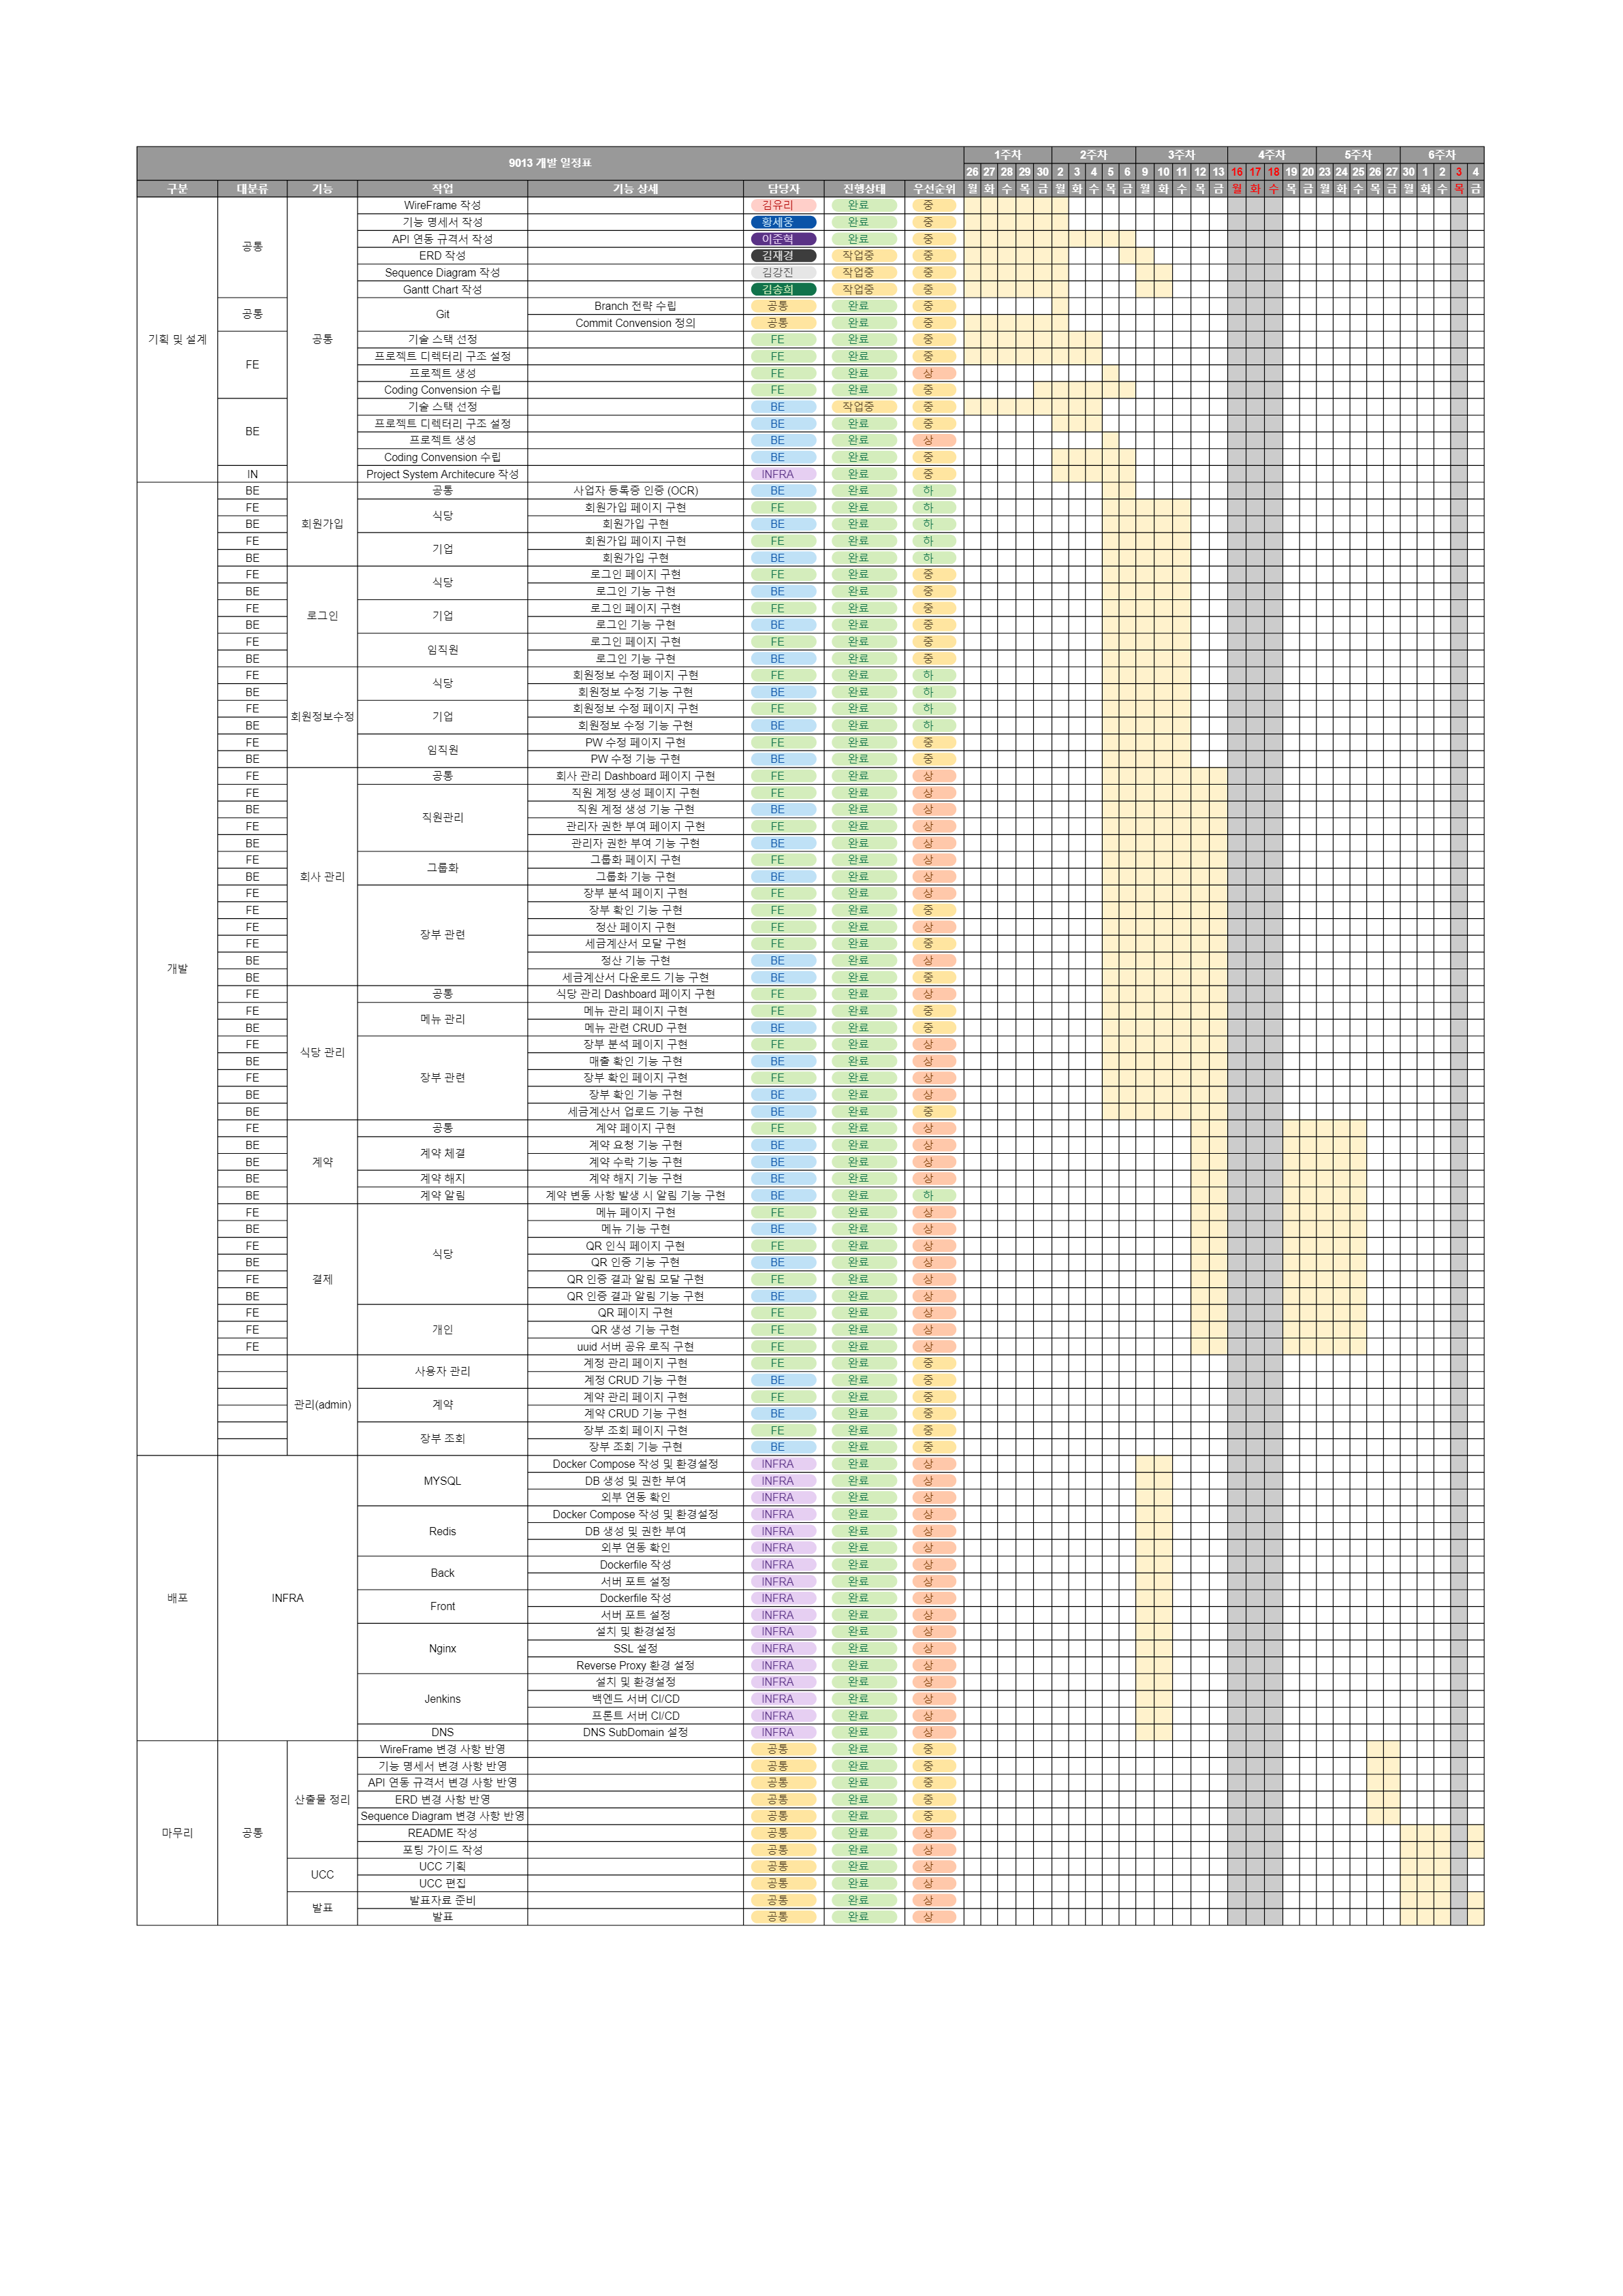 9013 개발 일정표 1주차 2주차 3주차 4주차 5주차 6주차
26 27 28 29 30 2 3 4 5 6 9 10 11 12 13 16 17 18 19 20 23 24 25 26 27 30 1 2 3 4
구분 대분류 기능 작업 기능 상세 담당자 진행상태 우선순위 월 화 수 목 금 월 화 수 목 금 월 화 수 목 금 월 화 수 목 금 월 화 수 목 금 월 화 수 목 금
기획 및 설계 공통 공통 WireFrame 작성 김유리 완료 중
기능 명세서 작성 황세웅 완료 중
API 연동 규격서 작성 이준혁 완료 중
ERD 작성 김재경 작업중 중
Sequence Diagram 작성 김강진 작업중 중
Gantt Chart 작성 김송희 작업중 중
공통 Git Branch 전략 수립 공통 완료 중
Commit Convension 정의 공통 완료 중
FE 기술 스택 선정 FE 완료 중
프로젝트 디렉터리 구조 설정 FE 완료 중
프로젝트 생성 FE 완료 상
Coding Convension 수립 FE 완료 중
BE 기술 스택 선정 BE 작업중 중
프로젝트 디렉터리 구조 설정 BE 완료 중
프로젝트 생성 BE 완료 상
Coding Convension 수립 BE 완료 중
IN Project System Architecure 작성 INFRA 완료 중
개발 BE 회원가입 공통 사업자 등록증 인증 (OCR) BE 완료 하
FE 식당 회원가입 페이지 구현 FE 완료 하
BE 회원가입 구현 BE 완료 하
FE 기업 회원가입 페이지 구현 FE 완료 하
BE 회원가입 구현 BE 완료 하
FE 로그인 식당 로그인 페이지 구현 FE 완료 중
BE 로그인 기능 구현 BE 완료 중
FE 기업 로그인 페이지 구현 FE 완료 중
BE 로그인 기능 구현 BE 완료 중
FE 임직원 로그인 페이지 구현 FE 완료 중
BE 로그인 기능 구현 BE 완료 중
FE 회원정보수정 식당 회원정보 수정 페이지 구현 FE 완료 하
BE 회원정보 수정 기능 구현 BE 완료 하
FE 기업 회원정보 수정 페이지 구현 FE 완료 하
BE 회원정보 수정 기능 구현 BE 완료 하
FE 임직원 PW 수정 페이지 구현 FE 완료 중
BE PW 수정 기능 구현 BE 완료 중
FE 회사 관리 공통 회사 관리 Dashboard 페이지 구현 FE 완료 상
FE 직원관리 직원 계정 생성 페이지 구현 FE 완료 상
BE 직원 계정 생성 기능 구현 BE 완료 상
FE 관리자 권한 부여 페이지 구현 FE 완료 상
BE 관리자 권한 부여 기능 구현 BE 완료 상
FE 그룹화 그룹화 페이지 구현 FE 완료 상
BE 그룹화 기능 구현 BE 완료 상
FE 장부 관련 장부 분석 페이지 구현 FE 완료 상
FE 장부 확인 기능 구현 FE 완료 중
FE 정산 페이지 구현 FE 완료 상
FE 세금계산서 모달 구현 FE 완료 중
BE 정산 기능 구현 BE 완료 상
BE 세금계산서 다운로드 기능 구현 BE 완료 중
FE 식당 관리 공통 식당 관리 Dashboard 페이지 구현 FE 완료 상
FE 메뉴 관리 메뉴 관리 페이지 구현 FE 완료 중
BE 메뉴 관련 CRUD 구현 BE 완료 중
FE 장부 관련 장부 분석 페이지 구현 FE 완료 상
BE 매출 확인 기능 구현 BE 완료 상
FE 장부 확인 페이지 구현 FE 완료 상
BE 장부 확인 기능 구현 BE 완료 상
BE 세금계산서 업로드 기능 구현 BE 완료 중
FE 계약 공통 계약 페이지 구현 FE 완료 상
BE 계약 체결 계약 요청 기능 구현 BE 완료 상
BE 계약 수락 기능 구현 BE 완료 상
BE 계약 해지 계약 해지 기능 구현 BE 완료 상
BE 계약 알림 계약 변동 사항 발생 시 알림 기능 구현 BE 완료 하
FE 결제 식당 메뉴 페이지 구현 FE 완료 상
BE 메뉴 기능 구현 BE 완료 상
FE QR 인식 페이지 구현 FE 완료 상
BE QR 인증 기능 구현 BE 완료 상
FE QR 인증 결과 알림 모달 구현 FE 완료 상
BE QR 인증 결과 알림 기능 구현 BE 완료 상
FE 개인 QR 페이지 구현 FE 완료 상
FE QR 생성 기능 구현 FE 완료 상
FE uuid 서버 공유 로직 구현 FE 완료 상
관리(admin) 사용자 관리 계정 관리 페이지 구현 FE 완료 중
계정 CRUD 기능 구현 BE 완료 중
계약 계약 관리 페이지 구현 FE 완료 중
계약 CRUD 기능 구현 BE 완료 중
장부 조회 장부 조회 페이지 구현 FE 완료 중
장부 조회 기능 구현 BE 완료 중
배포 INFRA MYSQL Docker Compose 작성 및 환경설정 INFRA 완료 상
DB 생성 및 권한 부여 INFRA 완료 상
외부 연동 확인 INFRA 완료 상
Redis Docker Compose 작성 및 환경설정 INFRA 완료 상
DB 생성 및 권한 부여 INFRA 완료 상
외부 연동 확인 INFRA 완료 상
Back Dockerfile 작성 INFRA 완료 상
서버 포트 설정 INFRA 완료 상
Front Dockerfile 작성 INFRA 완료 상
서버 포트 설정 INFRA 완료 상
Nginx 설치 및 환경설정 INFRA 완료 상
SSL 설정 INFRA 완료 상
Reverse Proxy 환경 설정 INFRA 완료 상
Jenkins 설치 및 환경설정 INFRA 완료 상
백엔드 서버 CI/CD INFRA 완료 상
프론트 서버 CI/CD INFRA 완료 상
DNS DNS SubDomain 설정 INFRA 완료 상
마무리 공통 산출물 정리 WireFrame 변경 사항 반영 공통 완료 중
기능 명세서 변경 사항 반영 공통 완료 중
API 연동 규격서 변경 사항 반영 공통 완료 중
ERD 변경 사항 반영 공통 완료 중
Sequence Diagram 변경 사항 반영 공통 완료 중
README 작성 공통 완료 상
포팅 가이드 작성 공통 완료 상
UCC UCC 기획 공통 완료 상
UCC 편집 공통 완료 상
발표 발표자료 준비 공통 완료 상
발표 공통 완료 상